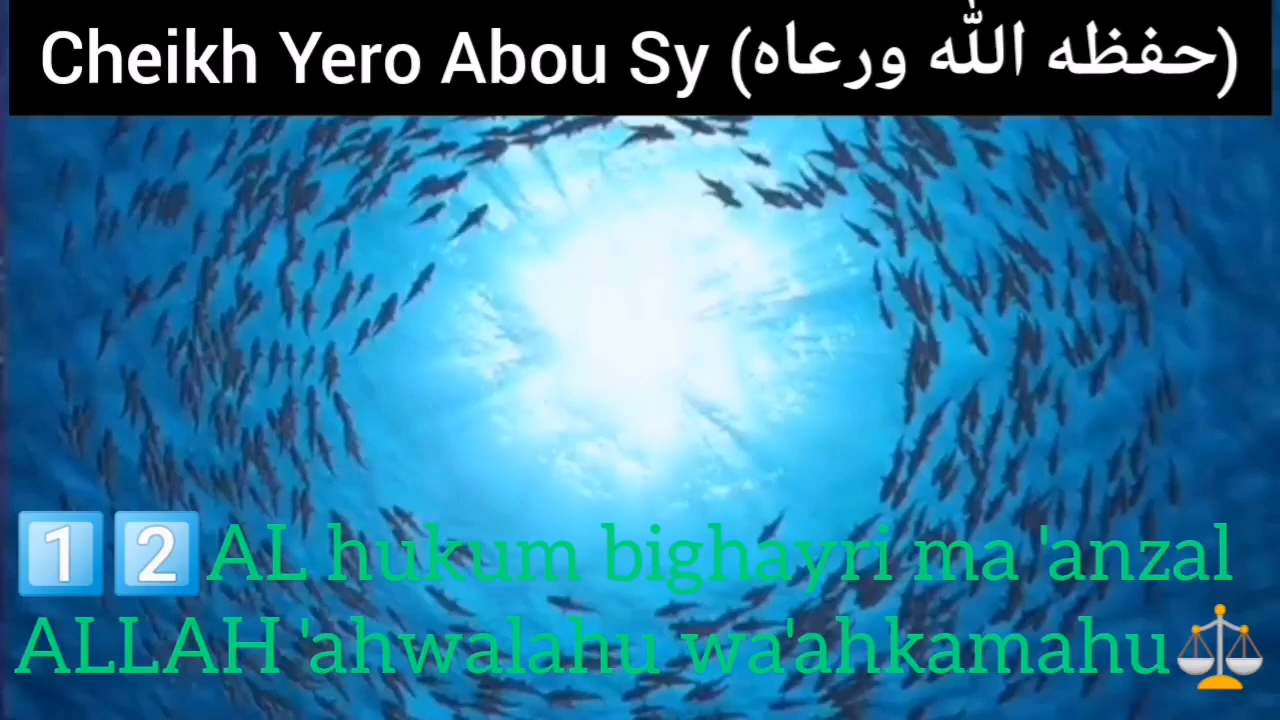 Cheikh Yero Abou Sy (حفظه الله ورعاه)
1️⃣2️⃣AL hukum bighayri ma 'anzal
ALLAH 'ahwalahu wa'ahkamahu⚖️